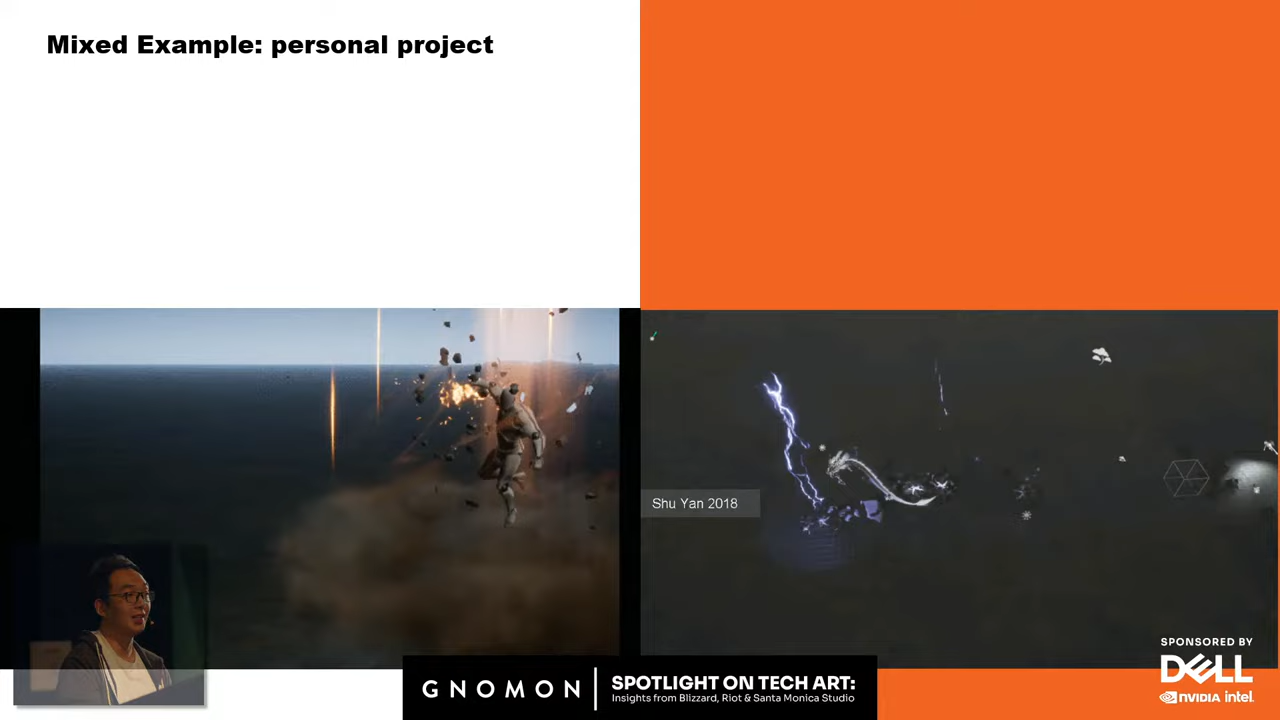 Mixed Example: personal project
Shu Yan 2018
SPONSORED BY
DELL
NVIDIA intel.
GNOMON
SPOTLIGHT ON TECH ART:
Insights from Blizzard, Riot & Santa Monica Studio